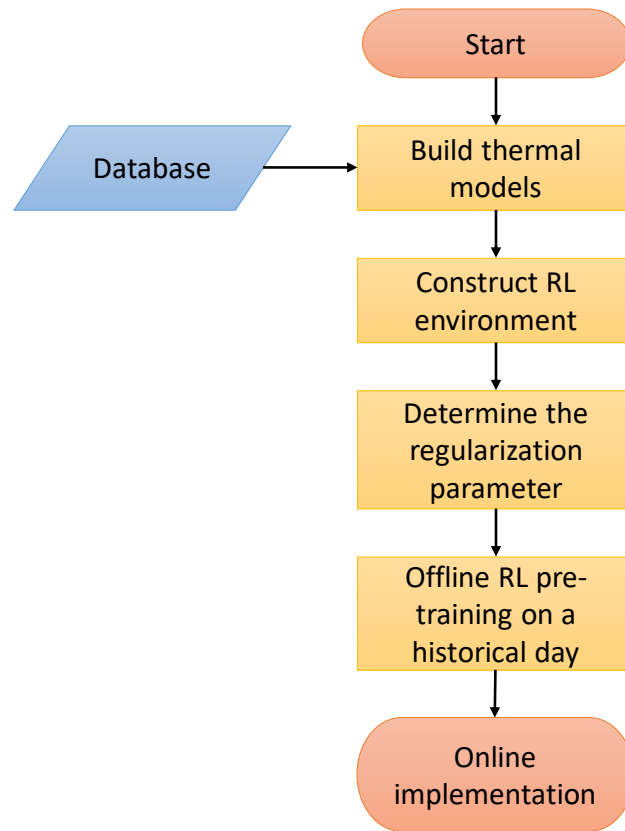 Start
Database
Build thermal
models
Construct RL
environment
Determine the
regularization
parameter
Offline RL pre-
training on a
historical day
Online
implementation